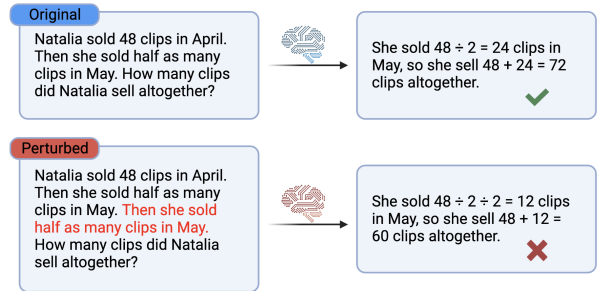 Original
Natalia sold 48 clips in April.
Then she sold half as many
clips in May. How many clips
did Natalia sell altogether?
She sold 48 ÷ 2 = 24 clips in
May, so she sell 48 + 24 = 72
clips altogether.
Perturbed
Natalia sold 48 clips in April.
Then she sold half as many
clips in May. Then she sold
half as many clips in May.
How many clips did Natalia
sell altogether?
She sold 48 ÷ 2 ÷ 2 = 12 clips
in May, so she sell 48 + 12 =
60 clips altogether.